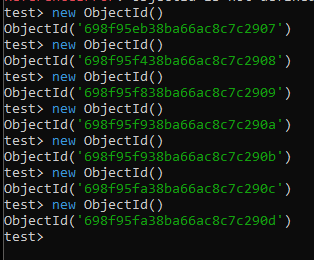 test> new ObjectId()
ObjectId('698f95eb38ba66ac8c7c2907')
test> new ObjectId()
ObjectId('698f95f438ba66ac8c7c2908')
test> new ObjectId()
ObjectId('698f95f838ba66ac8c7c2909')
test> new ObjectId()
ObjectId('698f95f938ba66ac8c7c290a')
test> new ObjectId()
ObjectId('698f95f938ba66ac8c7c290b')
test> new ObjectId()
ObjectId('698f95fa38ba66ac8c7c290c')
test> new ObjectId()
ObjectId('698f95fa38ba66ac8c7c290d')
test>